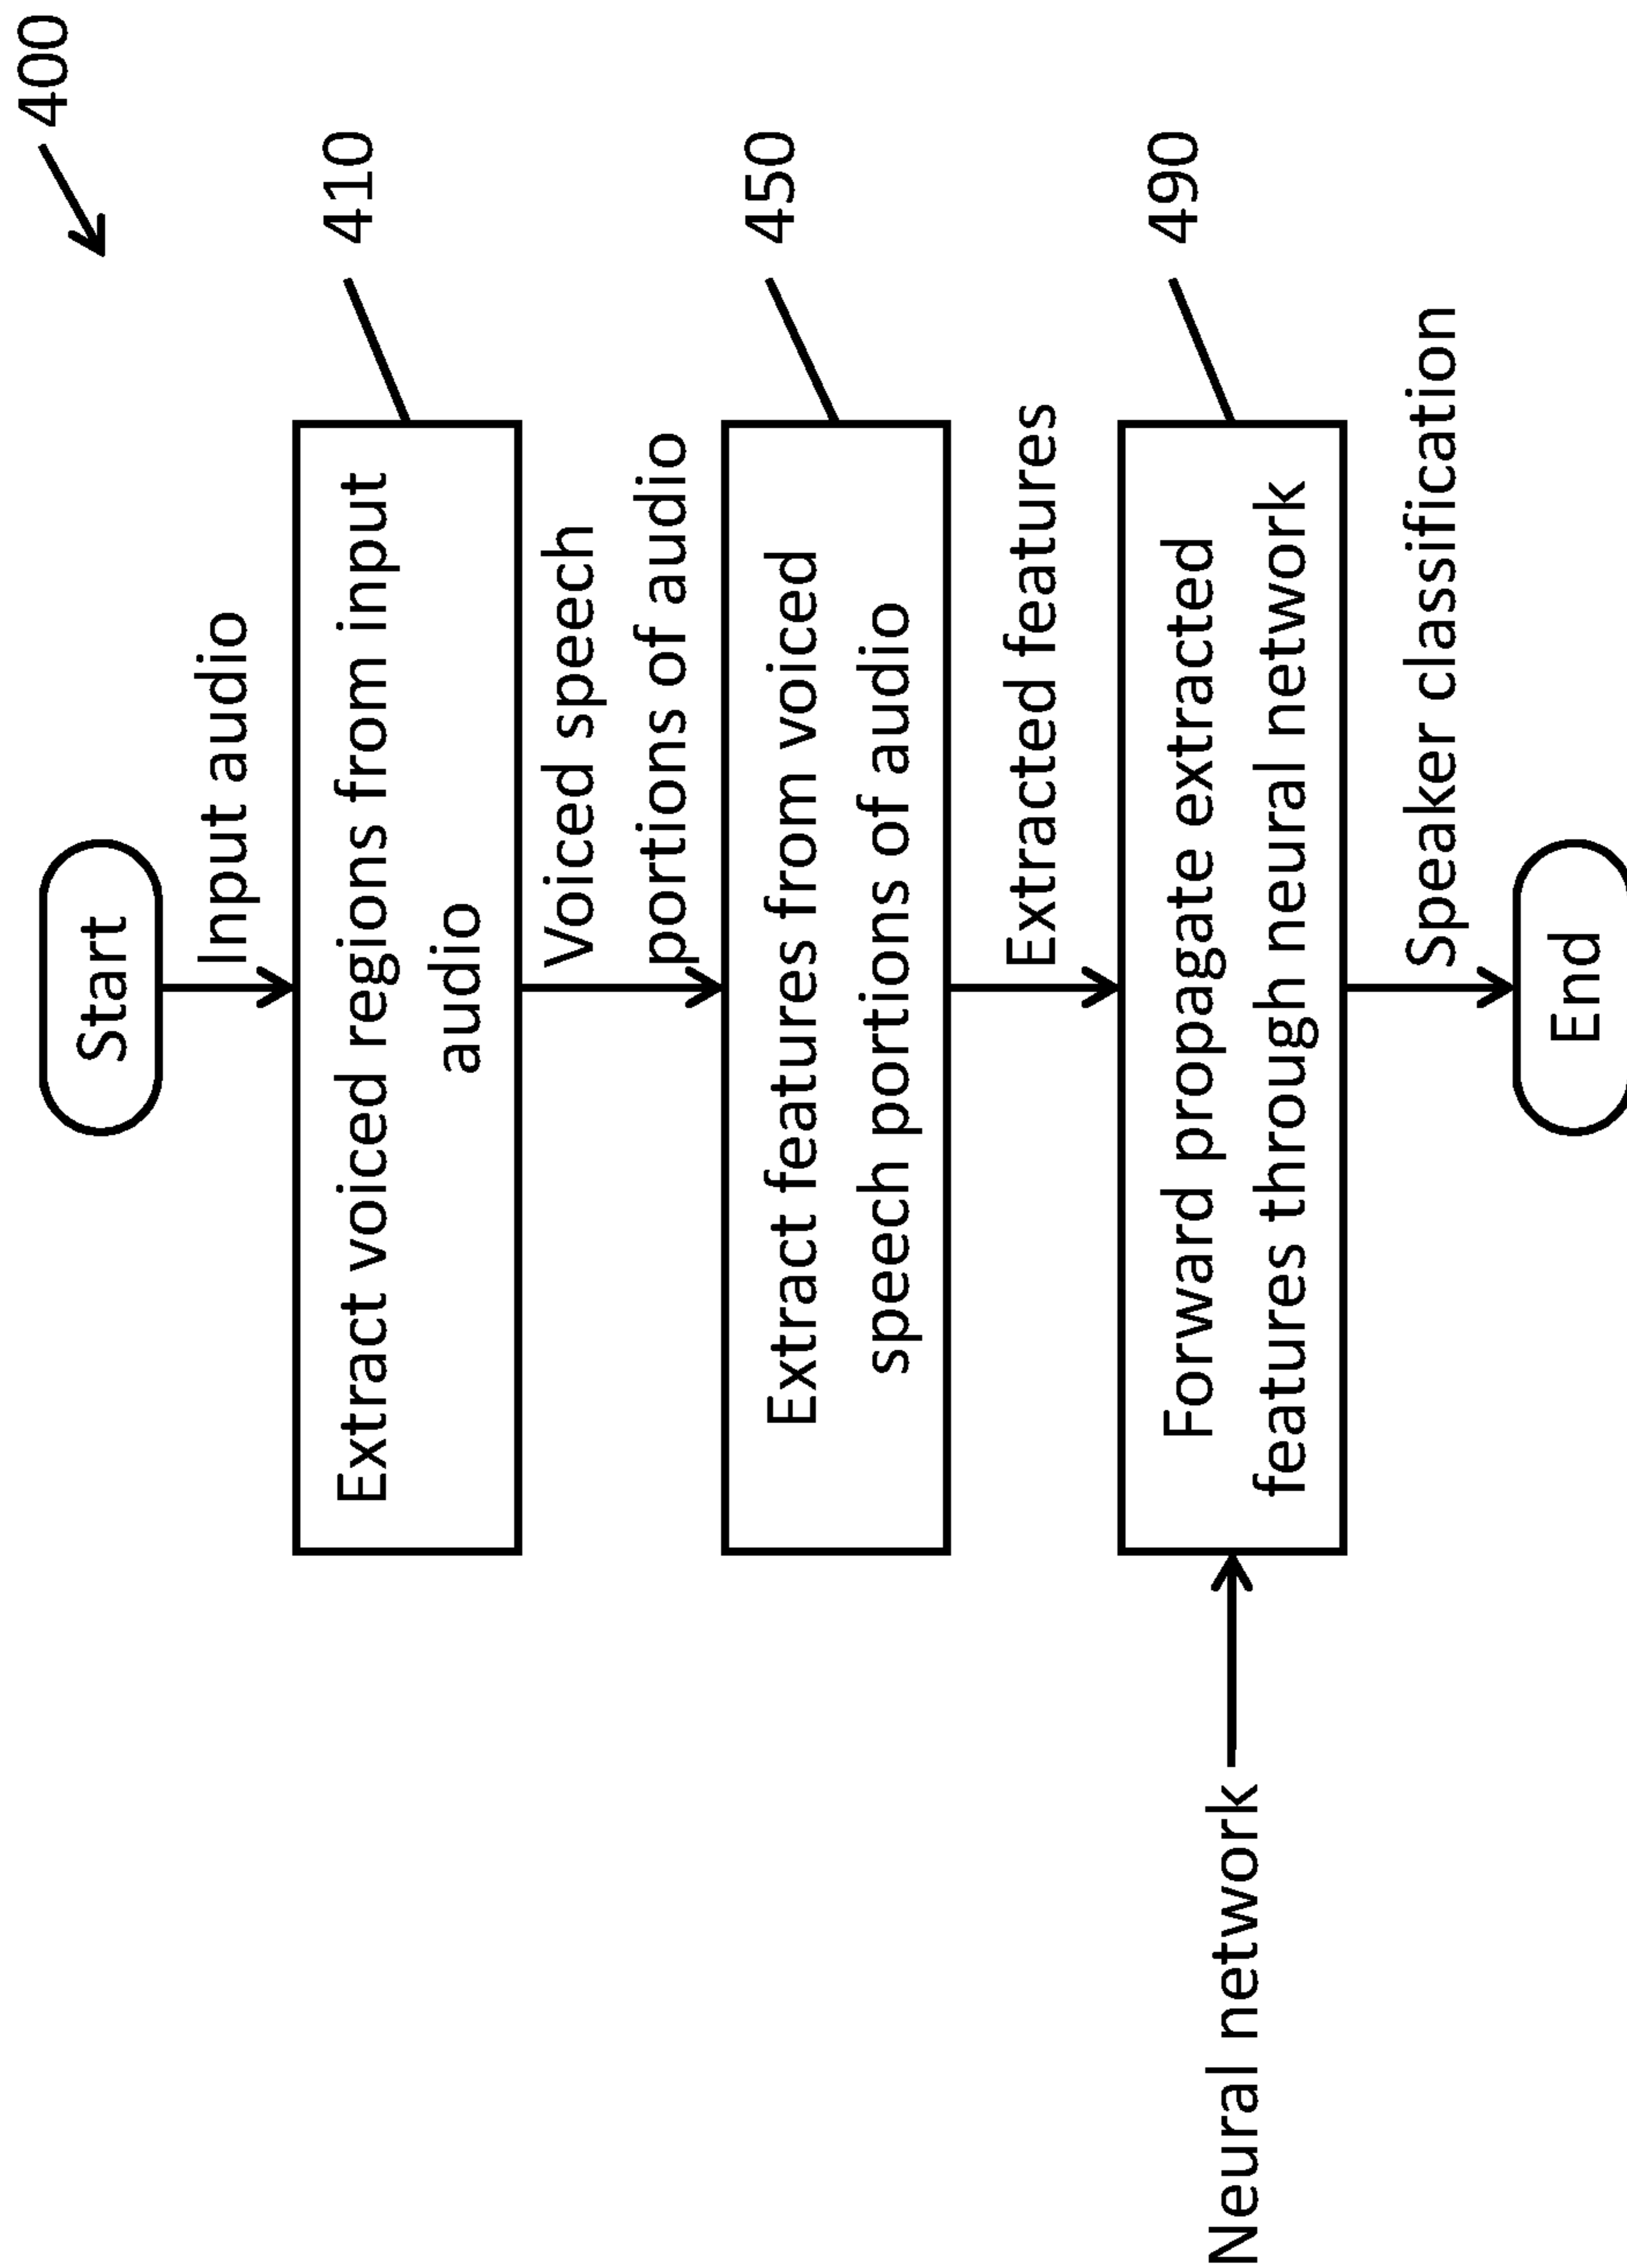 400
Start
Input audio
Extract voiced regions from input
audio
410
Voiced speech
portions of audio
Extract features from voiced
speech portions of audio
450
Extracted features
Neural network
Forward propagate extracted
features through neural network
490
Speaker classification
End